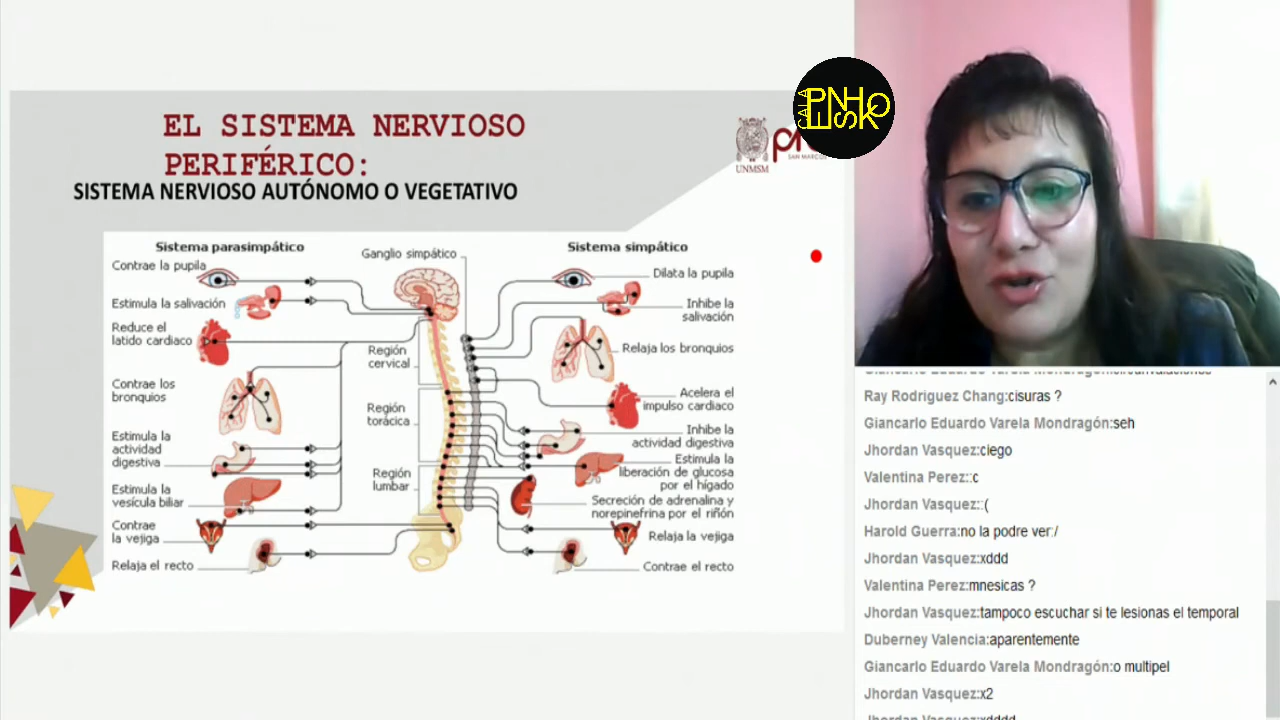 EL SISTEMA NERVIOSO
PERIFÉRICO:
SISTEMA NERVIOSO AUTÓNOMO O VEGETATIVO
UNMSM
SAN MARCOS
CALA
PENHSKO
Sistema parasimpático
Contrae la pupila
Estimula la salivación
Reduce el
latido cardiaco
Contrae los
bronquios
Estimula la
actividad
digestiva
Estimula la
vesícula biliar
Contrae
la vejiga
Relaja el recto
Ganglio simpático
Región
cervical
Región
torácica
Región
lumbar
Sistema simpático
Dilata la pupila
Inhibe la
salivación
Relaja los bronquios
Acelera el
impulso cardiaco
Inhibe la
actividad digestiva
Estimula la
liberación de glucosa
por el hígado
Secreción de adrenalina y
norepinefrina por el riñón
Relaja la vejiga
Contrae el recto
Ray Rodriguez Chang:cisuras ?
Giancarlo Eduardo Varela Mondragón:seh
Jhordan Vasquez:ciego
Valentina Perez::c
Jhordan Vasquez::(
Harold Guerra:no la podre ver:/
Jhordan Vasquez:xddd
Valentina Perez:mnesicas ?
Jhordan Vasquez:tampoco escuchar si te lesionas el temporal
Duberney Valencia:aparentemente
Giancarlo Eduardo Varela Mondragón:o multipel
Jhordan Vasquez:x2
Jhordan Vasquez:xdddd